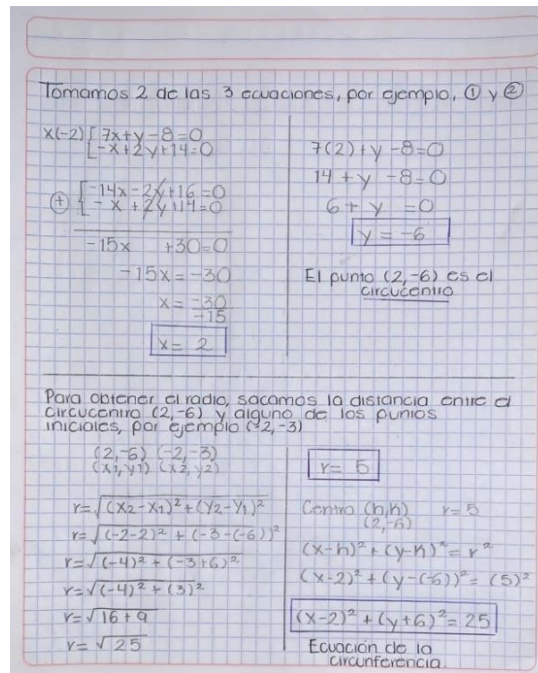 Tomamos 2 de las 3 ecuaciones, por ejemplo, ① y ②
x(-2) [ 7x+y-8=0
[ -x+2y+14=0
⊕ { -14x-2y+16=0
{ -x+2y+14=0
-15x +30=0
-15x=-30
x= -30
-15
x= 2
7(2)+y-8=0
14+y-8=0
6+y =0
y=-6
El punto (2,-6) es el
circucentro
Para obtener el radio, sacamos la distancia entre el
circucentro (2,-6) y alguno de los puntos
iniciales, por ejemplo (-2,-3)
(2,-6) (-2,-3)
(x1,y1) (x2,y2)
r=√(x2-x1)²+(y2-y1)²
r=√(-2-2)²+(-3-(-6))²
r=√(-4)²+(-3+6)²
r=√(-4)²+(3)²
r=√16+9
r=√25
r= 5
Centro (h,k) r=5
(2,-6)
(x-h)²+(y-k)²=r²
(x-2)²+(y-(-6))²=(5)²
(x-2)²+(y+6)²=25
Ecuación de la
circunferencia